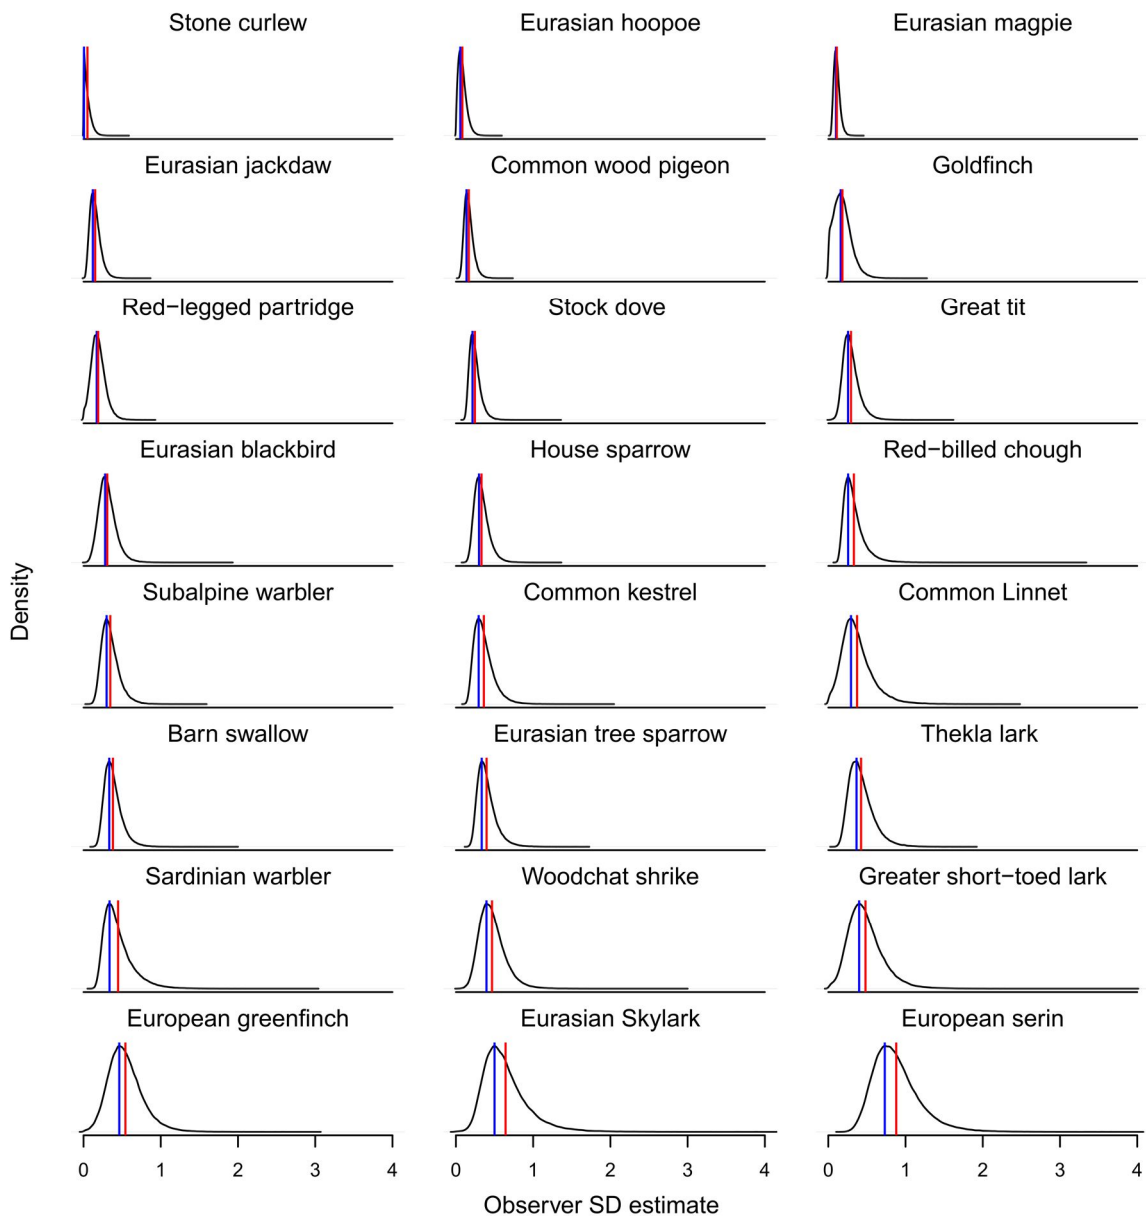 Stone curlew Eurasian hoopoe Eurasian magpie
Eurasian jackdaw Common wood pigeon Goldfinch
Red−legged partridge Stock dove Great tit
Eurasian blackbird House sparrow Red−billed chough
Subalpine warbler Common kestrel Common Linnet
Barn swallow Eurasian tree sparrow Thekla lark
Sardinian warbler Woodchat shrike Greater short−toed lark
European greenfinch Eurasian Skylark European serin
Density
0 1 2 3 4 0 1 2 3 4 0 1 2 3 4
Observer SD estimate